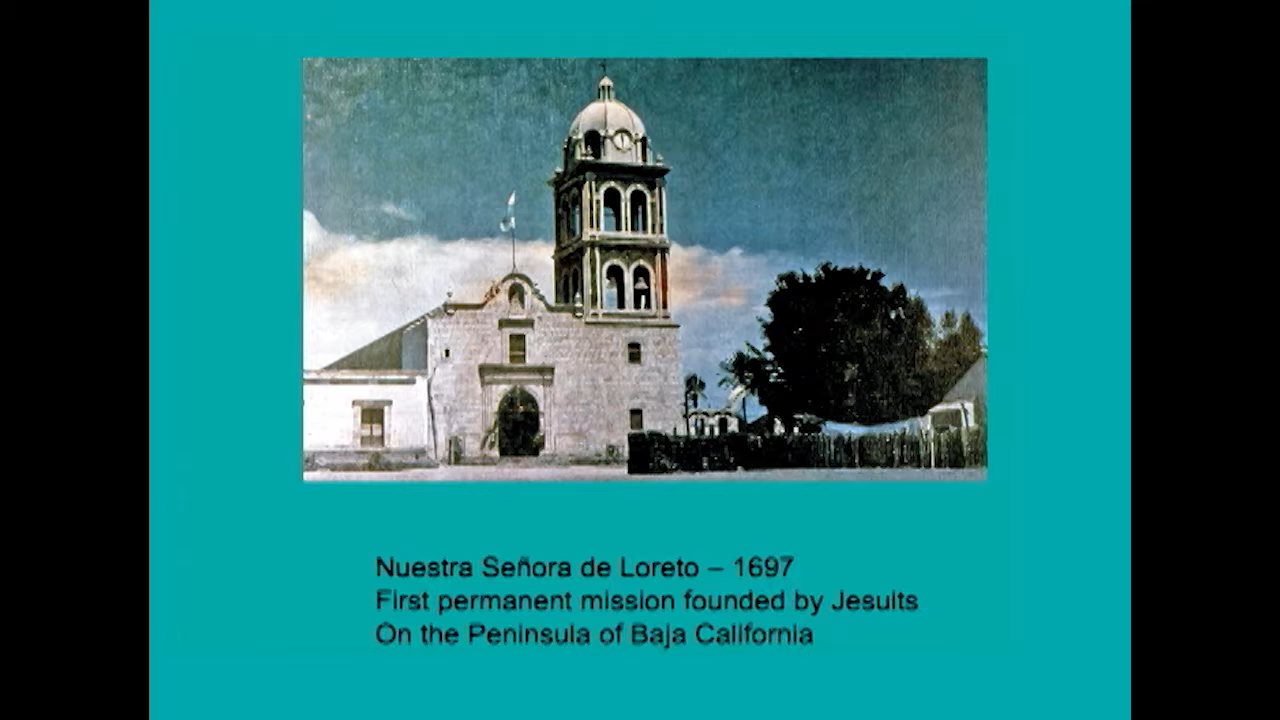 Nuestra Señora de Loreto – 1697
First permanent mission founded by Jesuits
On the Peninsula of Baja California